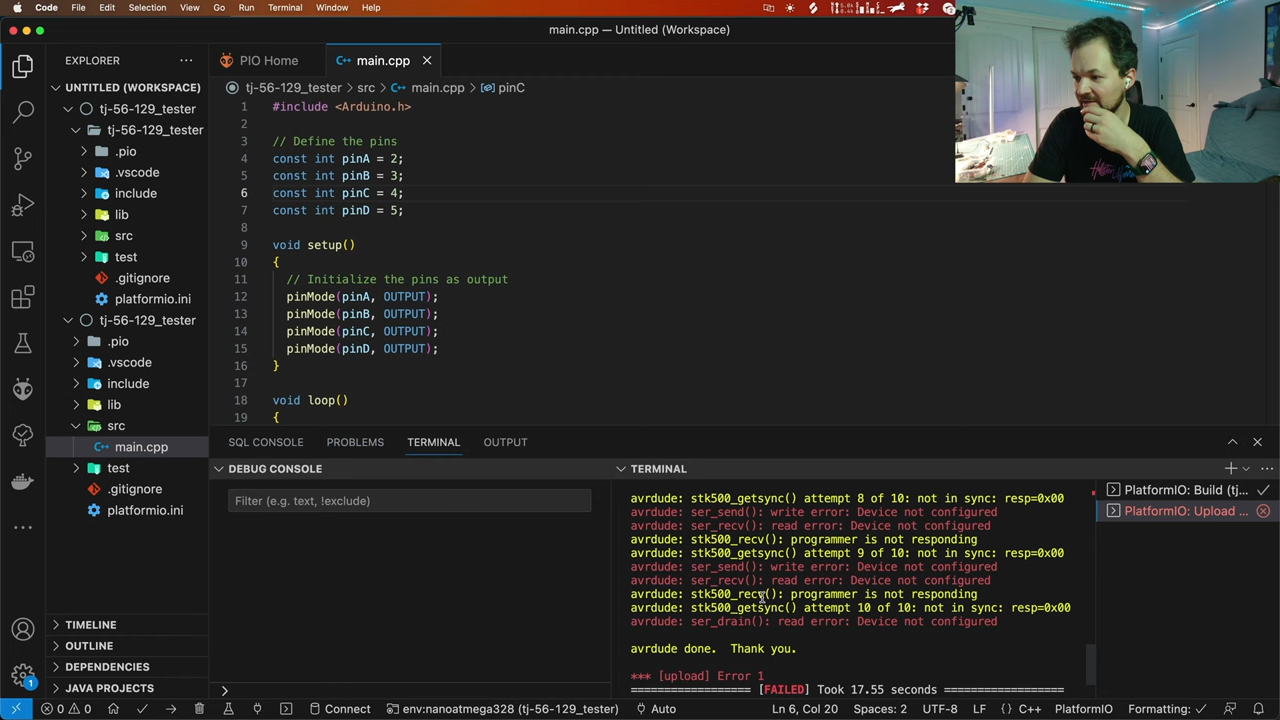 Code File Edit Selection View Go Run Terminal Window Help
main.cpp — Untitled (Workspace)
EXPLORER
PIO Home
main.cpp
UNTITLED (WORKSPACE)
tj-56-129_tester
tj-56-129_tester
.pio
.vscode
include
lib
src
test
.gitignore
platformio.ini
tj-56-129_tester
.pio
.vscode
include
lib
src
main.cpp
test
.gitignore
platformio.ini
TIMELINE
OUTLINE
DEPENDENCIES
JAVA PROJECTS
tj-56-129_tester > src > main.cpp > pinC
1 #include <Arduino.h>
2
3 // Define the pins
4 const int pinA = 2;
5 const int pinB = 3;
6 const int pinC = 4;
7 const int pinD = 5;
8
9 void setup()
10 {
11 // Initialize the pins as output
12 pinMode(pinA, OUTPUT);
13 pinMode(pinB, OUTPUT);
14 pinMode(pinC, OUTPUT);
15 pinMode(pinD, OUTPUT);
16 }
17
18 void loop()
19 {
SQL CONSOLE PROBLEMS TERMINAL OUTPUT
DEBUG CONSOLE
Filter (e.g. text, !exclude)
TERMINAL
avrdude: stk500_getsync() attempt 8 of 10: not in sync: resp=0x00
avrdude: ser_send(): write error: Device not configured
avrdude: ser_recv(): read error: Device not configured
avrdude: stk500_recv(): programmer is not responding
avrdude: stk500_getsync() attempt 9 of 10: not in sync: resp=0x00
avrdude: ser_send(): write error: Device not configured
avrdude: ser_recv(): read error: Device not configured
avrdude: stk500_recv(): programmer is not responding
avrdude: stk500_getsync() attempt 10 of 10: not in sync: resp=0x00
avrdude: ser_drain(): read error: Device not configured
avrdude done. Thank you.
*** [upload] Error 1
================= [FAILED] Took 17.55 seconds =================
PlatformIO: Build (tj-...
PlatformIO: Upload ...
1
0 0 Connect env:nanoatmega328 (tj-56-129_tester) Auto Ln 6, Col 20 Spaces: 2 UTF-8 LF {} C++ PlatformIO Formatting: ✓